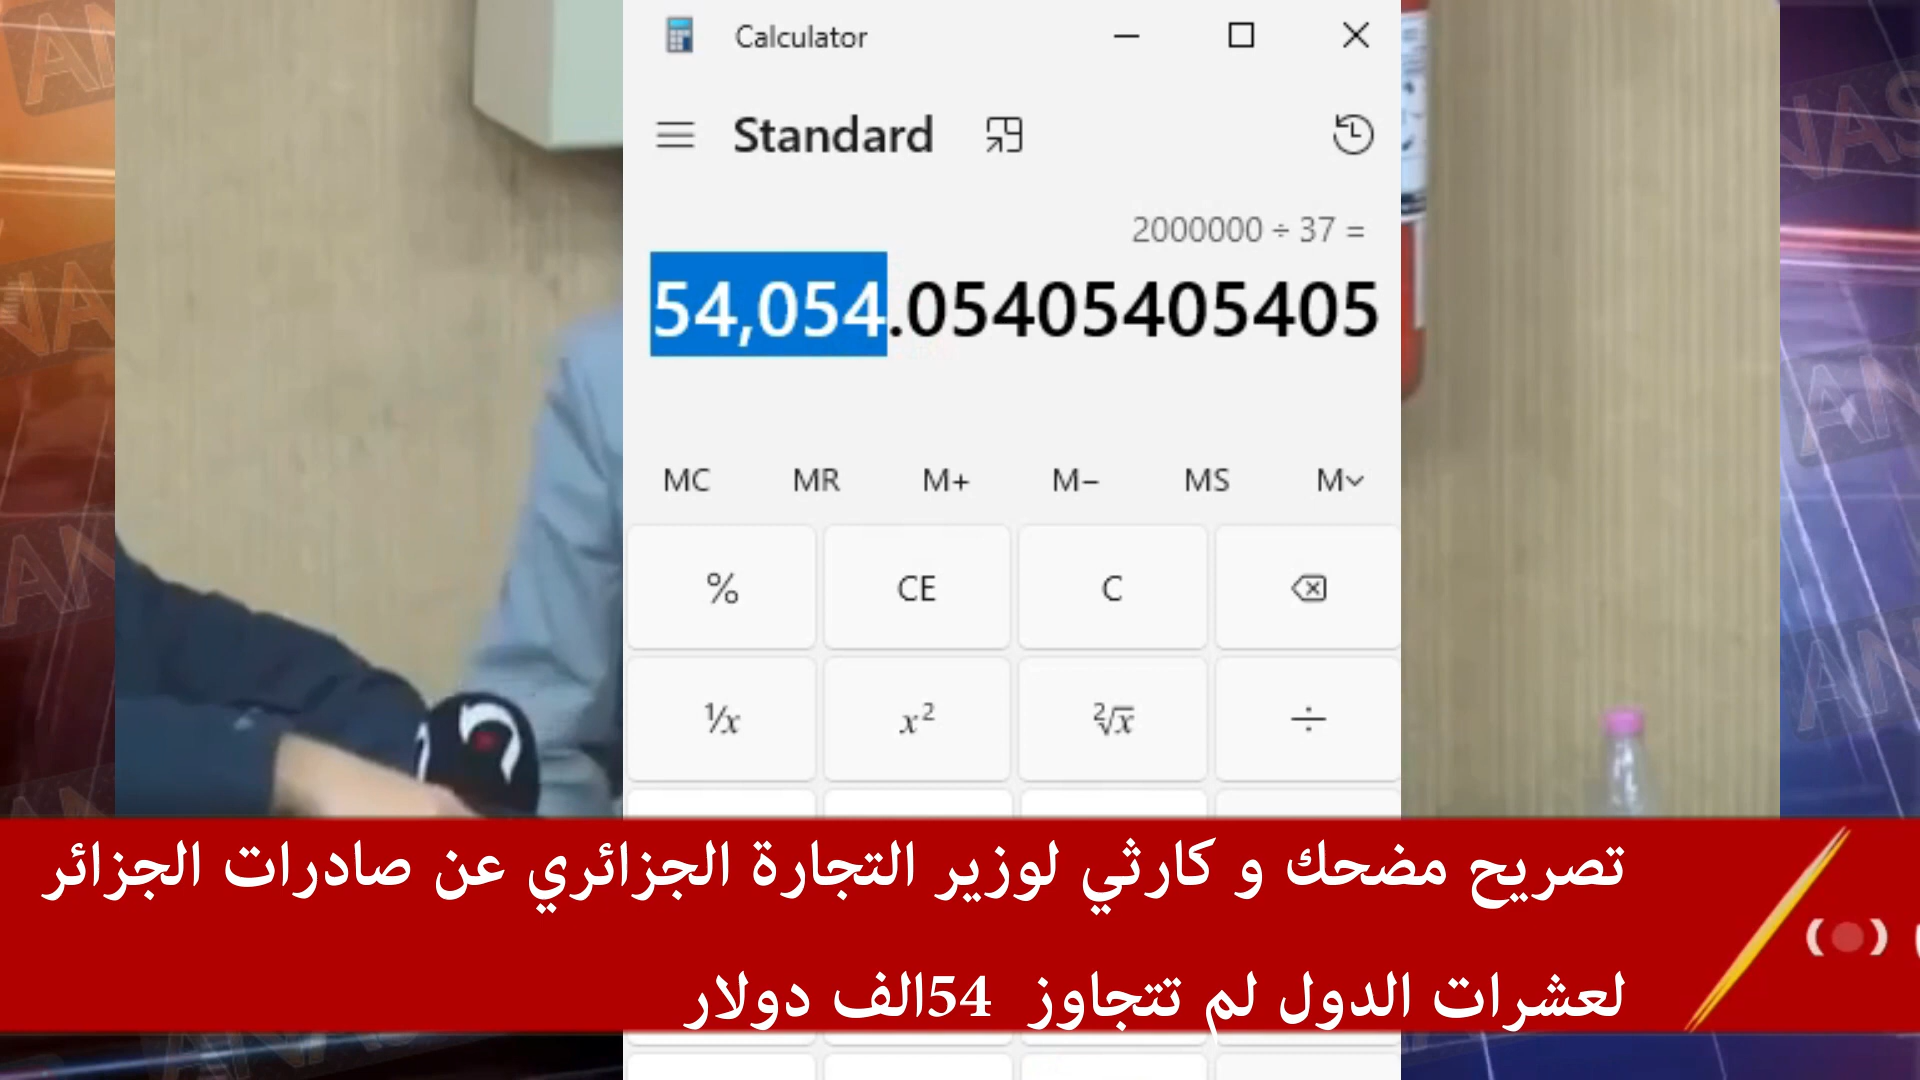 Calculator
Standard
2000000 ÷ 37 =
54,054.05405405405
MC MR M+ M− MS M
% CE C
¹/x x² ²√x ÷
تصريح مضحك و كارثي لوزير التجارة الجزائري عن صادرات الجزائر
لعشرات الدول لم تتجاوز 54الف دولار